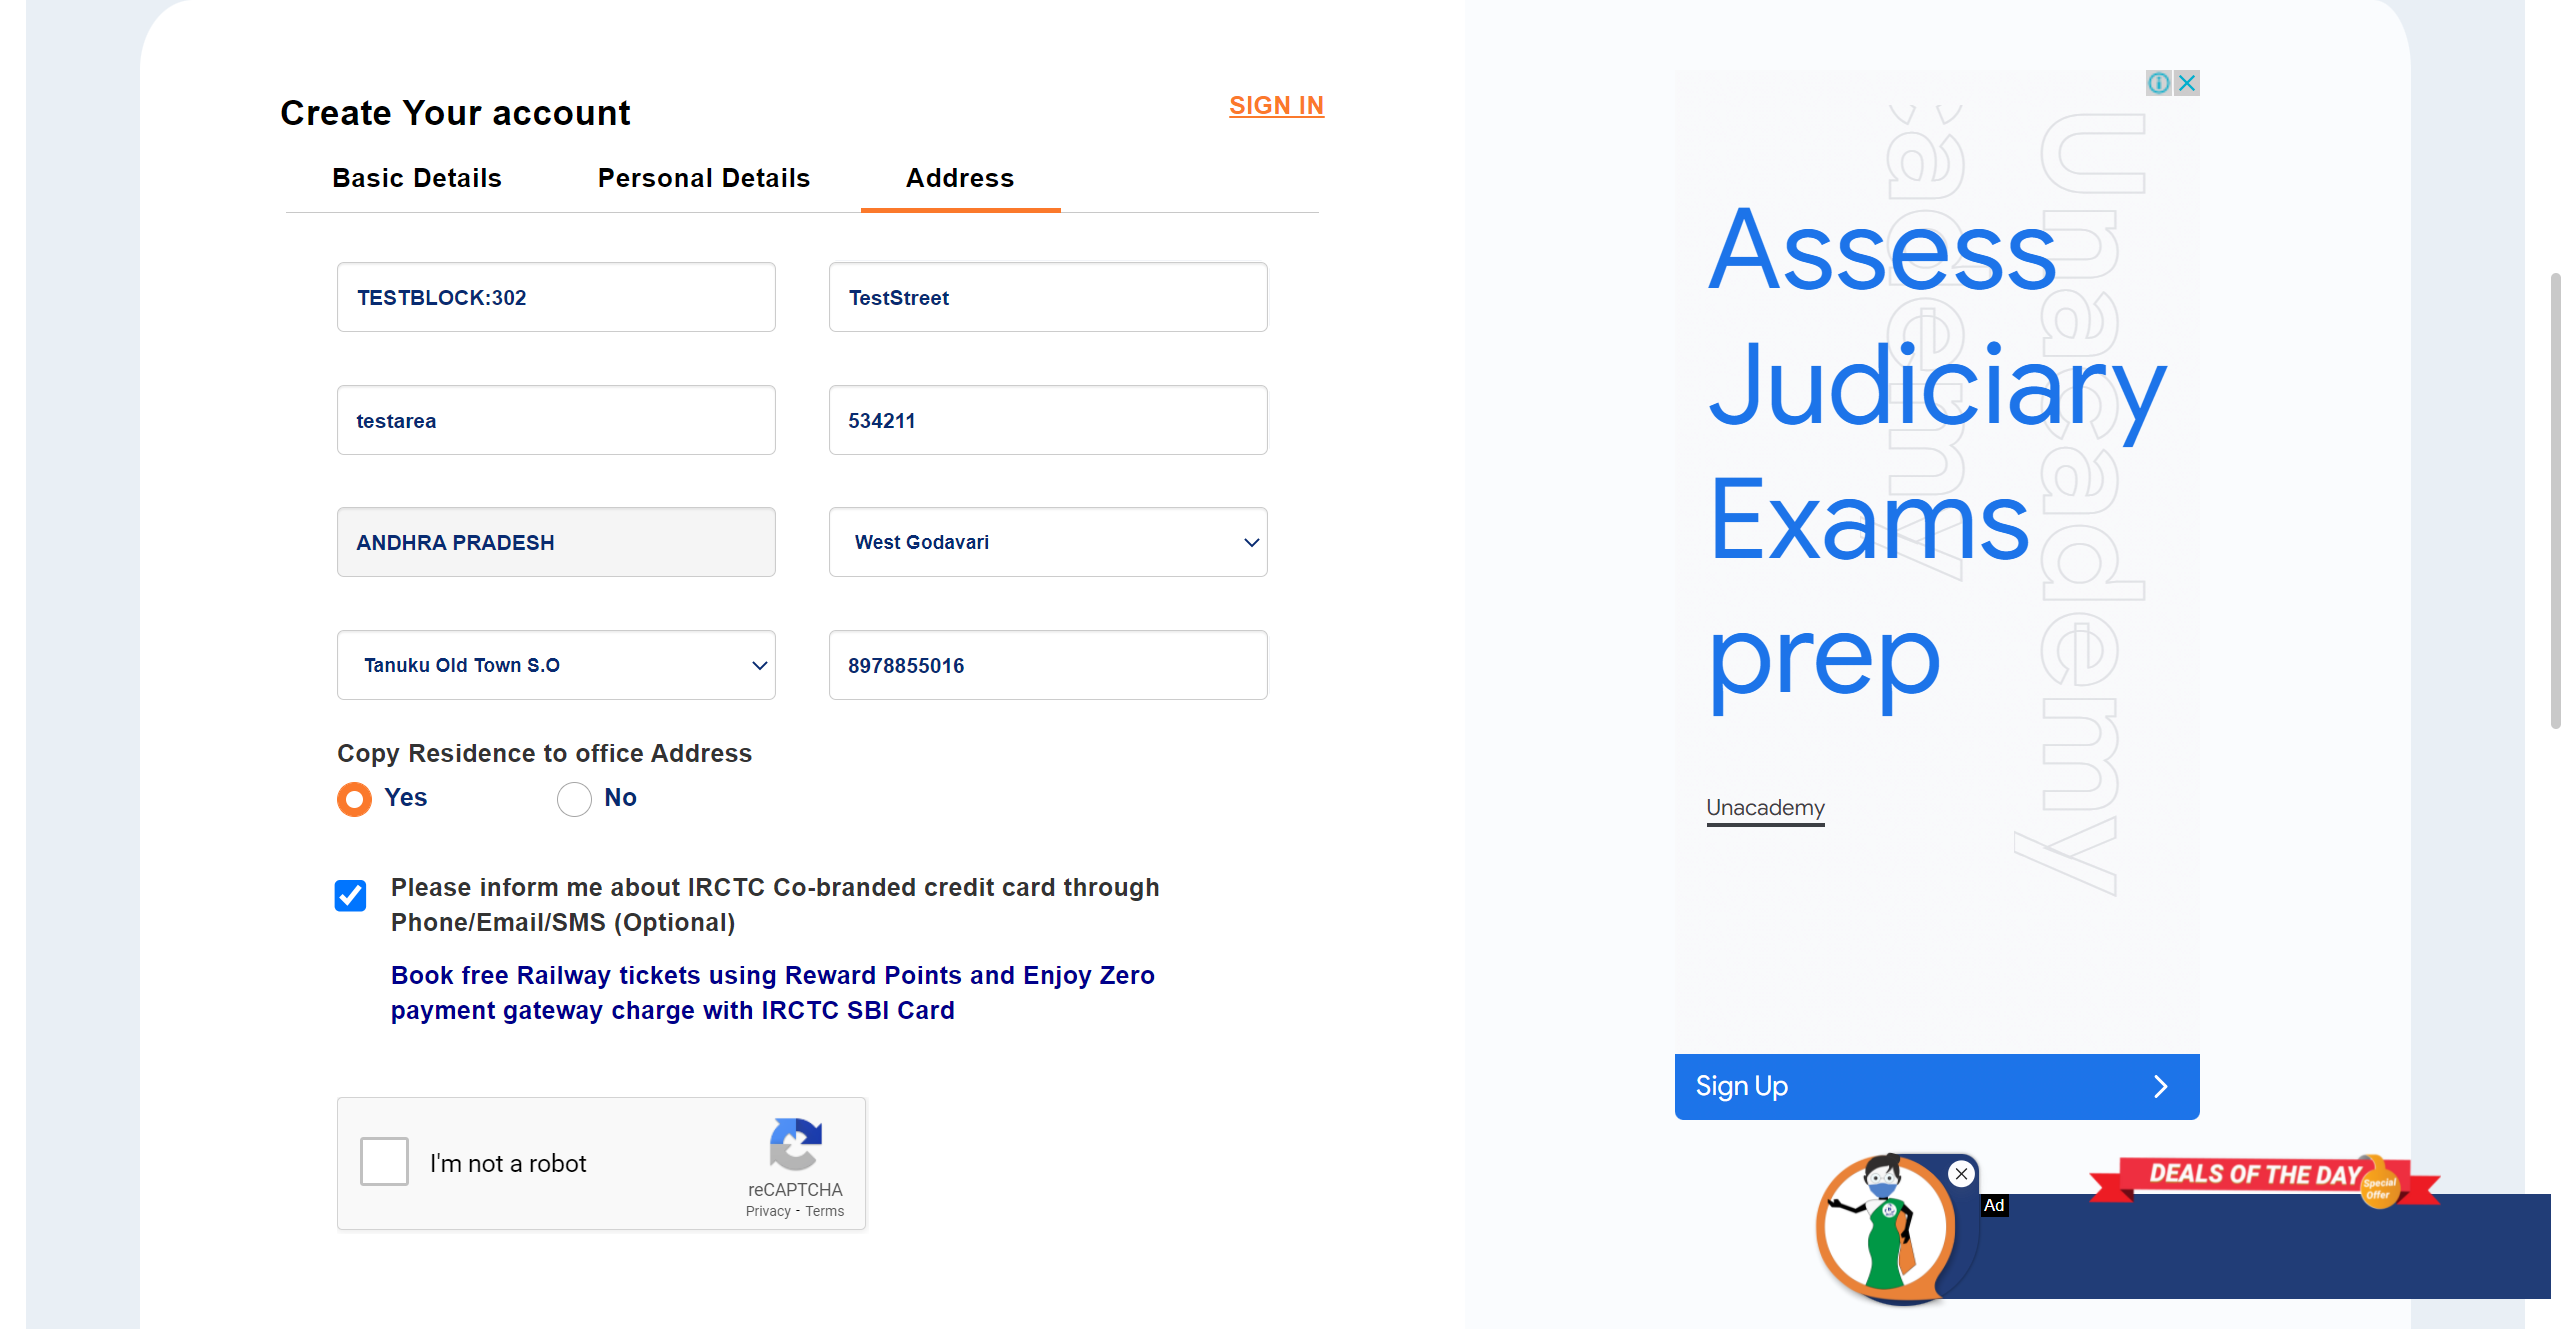 Create Your account
SIGN IN
Basic Details
Personal Details
Address
TESTBLOCK:302
TestStreet
testarea
534211
ANDHRA PRADESH
West Godavari
Tanuku Old Town S.O
8978855016
Copy Residence to office Address
Yes
No
Please inform me about IRCTC Co-branded credit card through
Phone/Email/SMS (Optional)
Book free Railway tickets using Reward Points and Enjoy Zero
payment gateway charge with IRCTC SBI Card
I'm not a robot
reCAPTCHA
Privacy - Terms
Unacademy
cademy
Assess
Judiciary
Exams
prep
Unacademy
Sign Up
Ad
DEALS OF THE DAY
Special
Offer